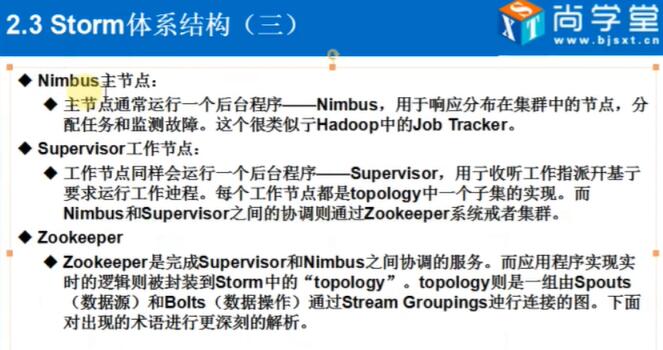 2.3 Storm体系结构（三）
尚学堂
www.bjsxt.com
◆ Nimbus主节点：
◆ 主节点通常运行一个后台程序——Nimbus，用于响应分布在集群中的节点，分
配任务和监测故障。这个很类似于Hadoop中的Job Tracker。
◆ Supervisor工作节点：
◆ 工作节点同样会运行一个后台程序——Supervisor，用于收听工作指派开基亍
要求运行工作迚程。每个工作节点都是topology中一个子集的实现。而
Nimbus和Supervisor之间的协调则通过Zookeeper系统戒者集群。
◆ Zookeeper
◆ Zookeeper是完成Supervisor和Nimbus之间协调的服务。而应用程序实现实
时的逻辑则被封装到Storm中的“topology”。topology则是一组由Spouts
（数据源）和Bolts（数据操作）通过Stream Groupings迚行连接的图。下面
对出现的术语进行更深刻的解析。